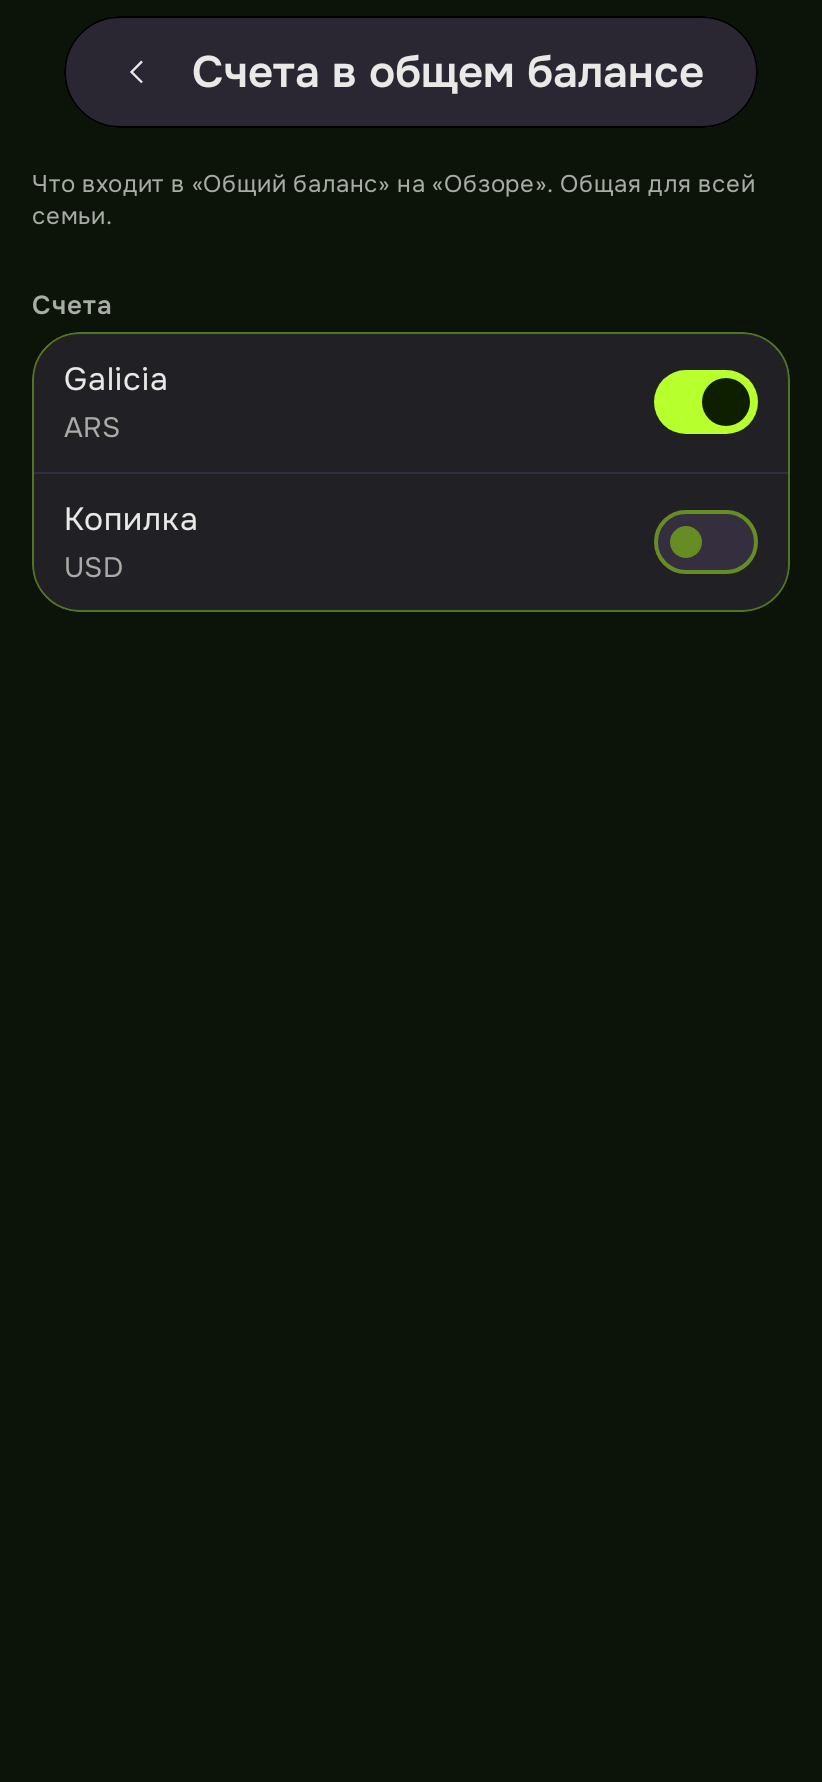 Счета в общем балансе
Что входит в «Общий баланс» на «Обзоре». Общая для всей
семьи.
Счета
Galicia
ARS
Копилка
USD